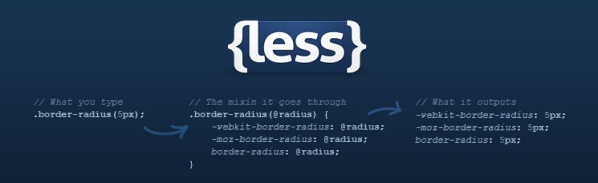 {less}
// What you type
.border-radius(5px);
// The mixin it goes through
.border-radius(@radius) {
-webkit-border-radius: @radius;
-moz-border-radius: @radius;
border-radius: @radius;
}
// What it outputs
-webkit-border-radius: 5px;
-moz-border-radius: 5px;
border-radius: 5px;